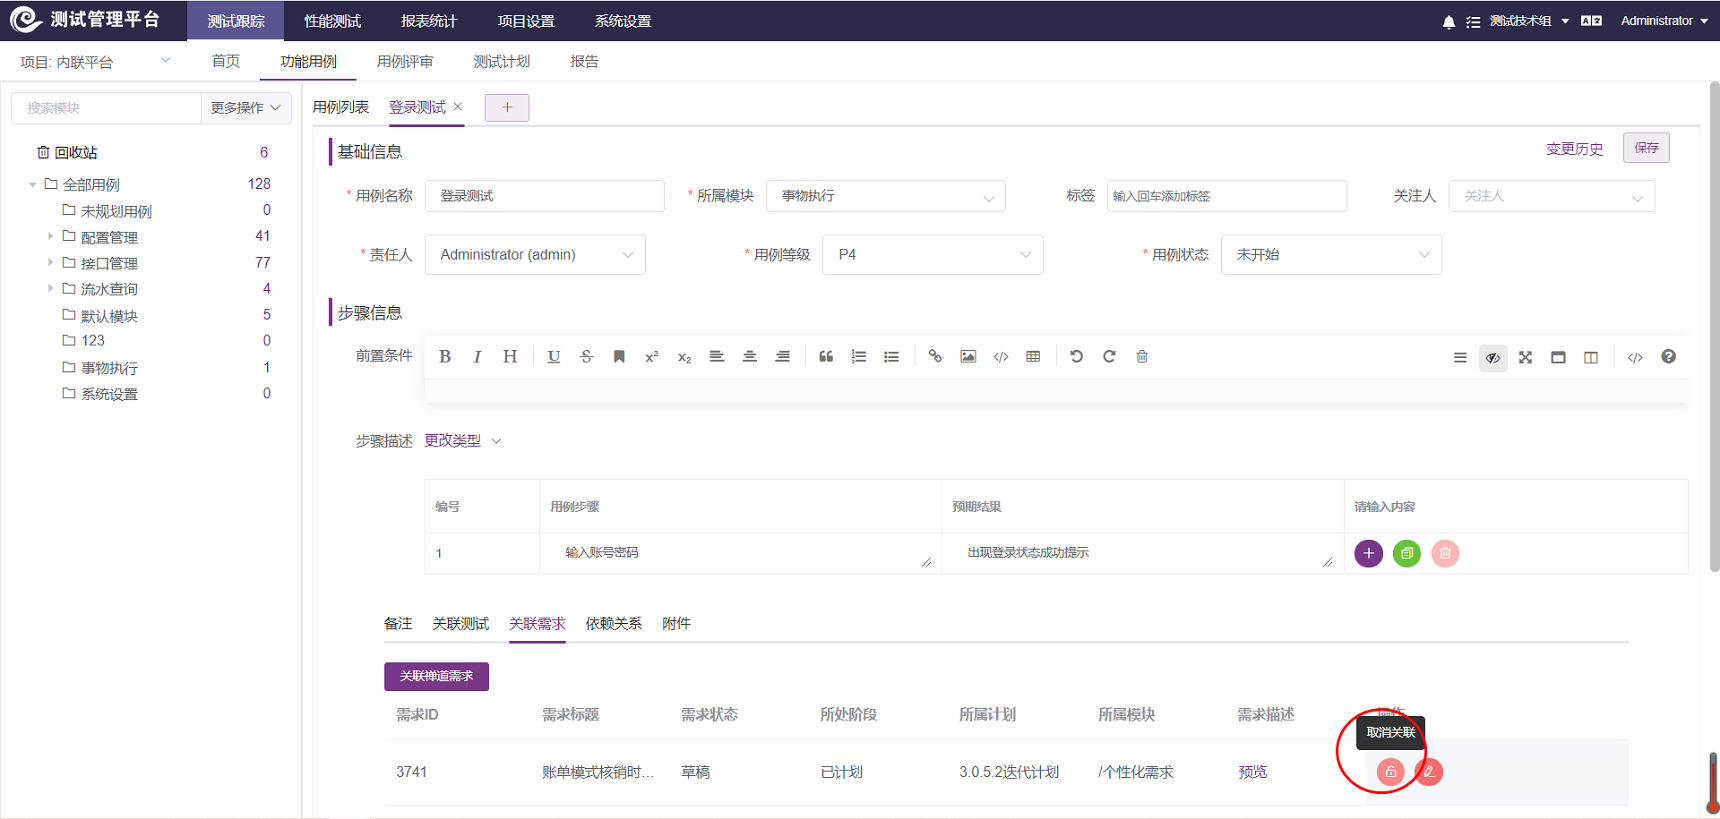 测试管理平台 测试跟踪 性能测试 报表统计 项目设置 系统设置 测试技术组 Administrator
项目: 内联平台 首页 功能用例 用例评审 测试计划 报告
搜索模块 更多操作 用例列表 登录测试 × +
回收站 6
全部用例 128
未规划用例 0
配置管理 41
接口管理 77
流水查询 4
默认模块 5
123 0
事物执行 1
系统设置 0
基础信息 变更历史 保存
* 用例名称 登录测试 * 所属模块 事物执行 标签 输入回车添加标签 关注人 关注人
* 责任人 Administrator (admin) * 用例等级 P4 * 用例状态 未开始
步骤信息
前置条件 B I H U S x² x₂
步骤描述 更改类型
编号 用例步骤 预期结果 请输入内容
1 输入账号密码 出现登录状态成功提示
备注 关联测试 关联需求 依赖关系 附件
关联禅道需求
需求ID 需求标题 需求状态 所处阶段 所属计划 所属模块 需求描述 操作
取消关联
3741 账单模式核销时... 草稿 已计划 3.0.5.2迭代计划 /个性化需求 预览